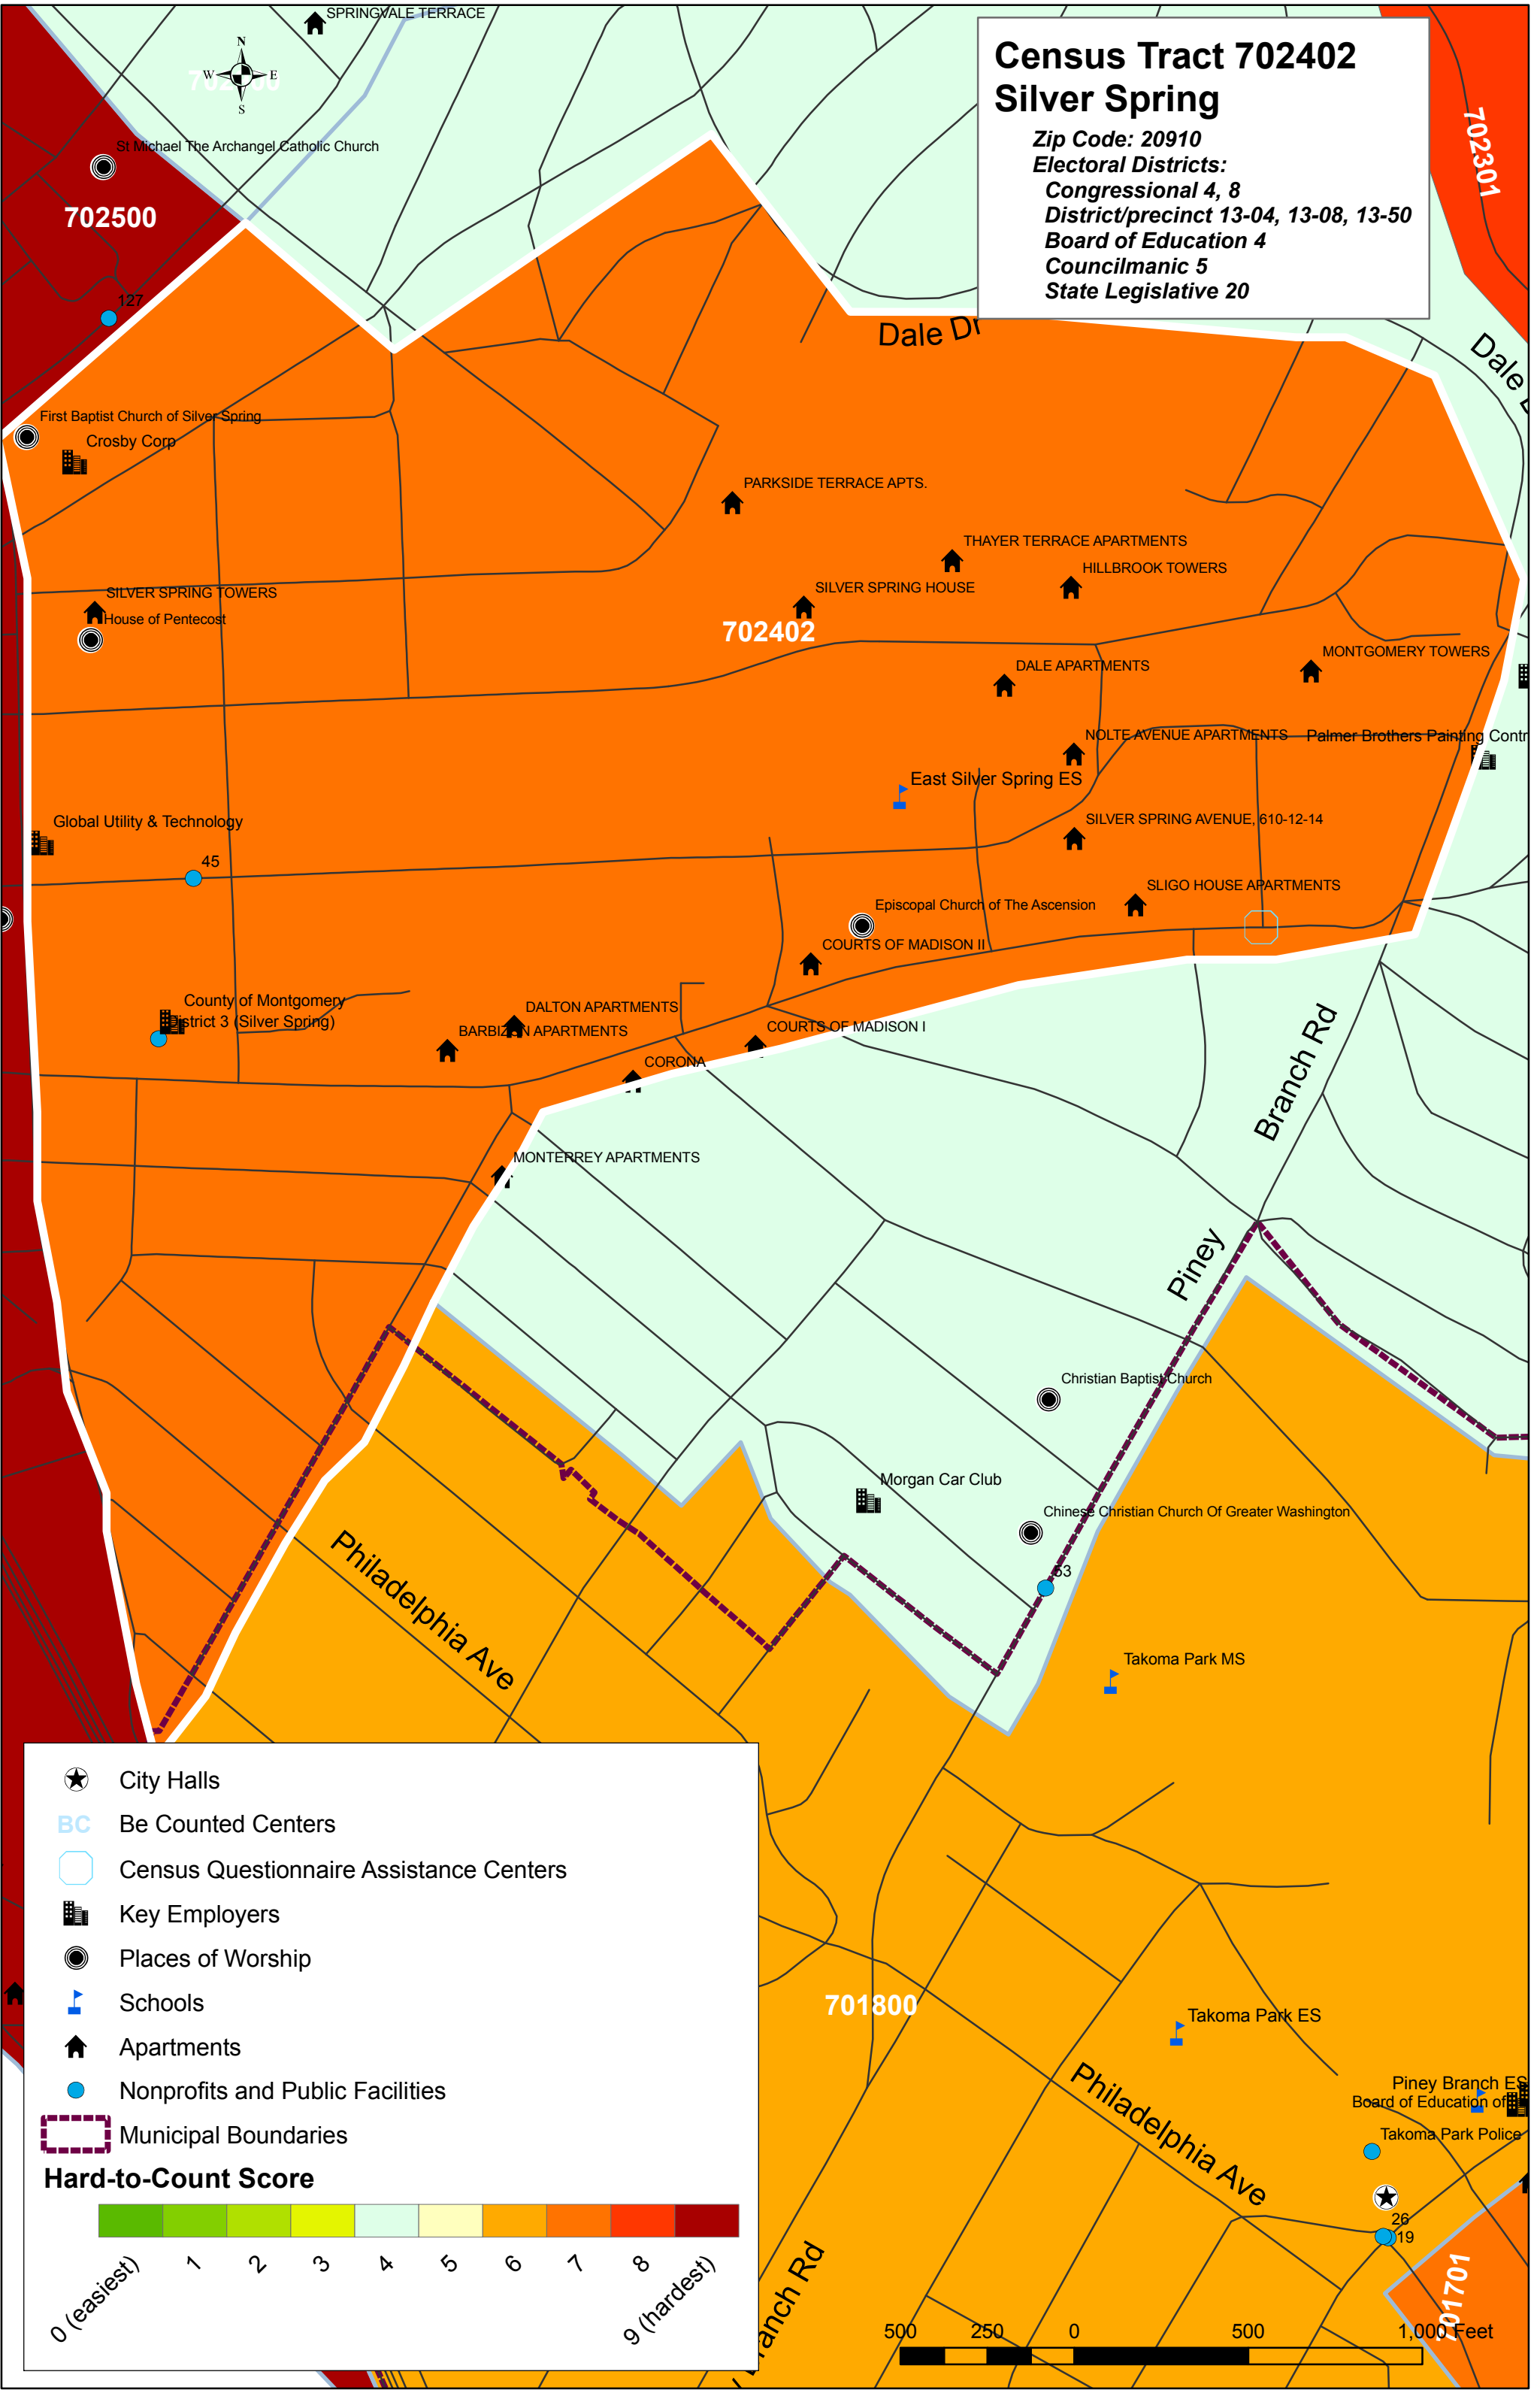 SPRINGVALE TERRACE
N
W E
S
St Michael The Archangel Catholic Church
702500
127
Census Tract 702402
Silver Spring
Zip Code: 20910
Electoral Districts:
Congressional 4, 8
District/precinct 13-04, 13-08, 13-50
Board of Education 4
Councilmanic 5
State Legislative 20
702301
Dale Dr
Dale
First Baptist Church of Silver Spring
Crosby Corp
PARKSIDE TERRACE APTS.
THAYER TERRACE APARTMENTS
HILLBROOK TOWERS
SILVER SPRING HOUSE
SILVER SPRING TOWERS
House of Pentecost
702402
MONTGOMERY TOWERS
DALE APARTMENTS
NOLTE AVENUE APARTMENTS
Palmer Brothers Painting Contr
East Silver Spring ES
Global Utility & Technology
SILVER SPRING AVENUE, 610-12-14
45
SLIGO HOUSE APARTMENTS
Episcopal Church of The Ascension
COURTS OF MADISON II
County of Montgomery
District 3 (Silver Spring)
DALTON APARTMENTS
BARBIZON APARTMENTS
COURTS OF MADISON I
CORONA
MONTERREY APARTMENTS
Piney Branch Rd
Christian Baptist Church
Morgan Car Club
Chinese Christian Church Of Greater Washington
53
Philadelphia Ave
Takoma Park MS
701800
Takoma Park ES
Philadelphia Ave
Piney Branch ES
Board of Education of
Takoma Park Police
26
19
701701
Branch Rd
City Halls
BC Be Counted Centers
Census Questionnaire Assistance Centers
Key Employers
Places of Worship
Schools
Apartments
Nonprofits and Public Facilities
Municipal Boundaries
Hard-to-Count Score
0 (easiest) 1 2 3 4 5 6 7 8 9 (hardest)
500 250 0 500 1,000 Feet